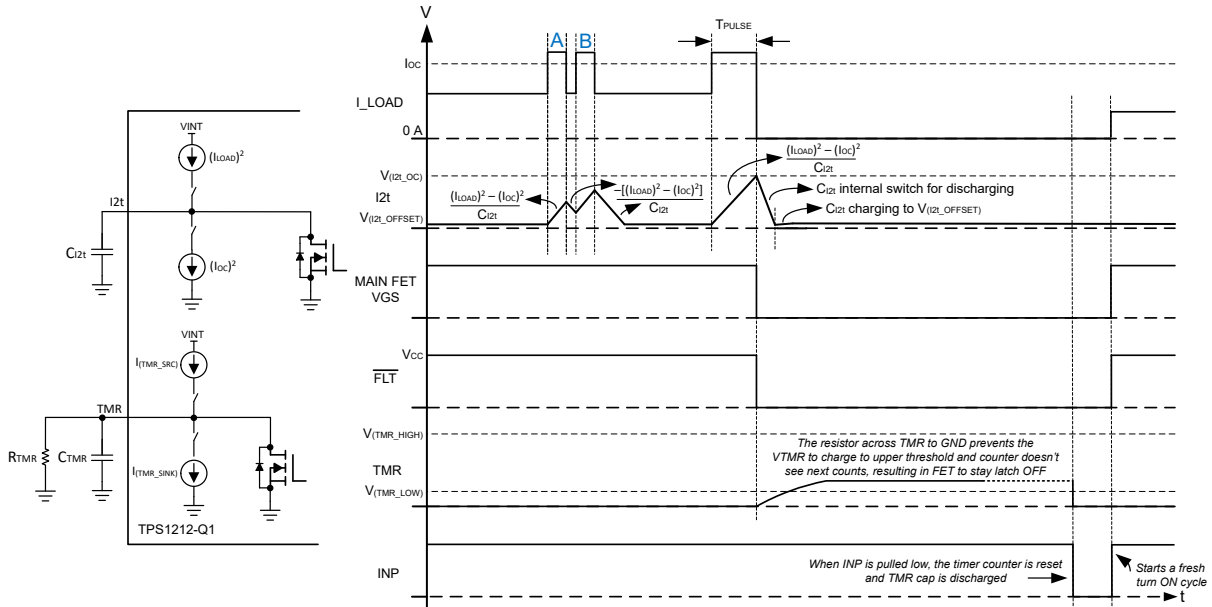 VINT
(ILOAD)²
I2t
CI2t
(IOC)²
VINT
I(TMR_SRC)
TMR
RTMR
CTMR
I(TMR_SINK)
TPS1212-Q1
V
TPULSE
A
B
IOC
I_LOAD
0 A
(ILOAD)² – (IOC)²
CI2t
V(I2t_OC)
I2t
(ILOAD)² – (IOC)²
CI2t
-[(ILOAD)² – (IOC)²]
CI2t
CI2t internal switch for discharging
V(I2t_OFFSET)
CI2t charging to V(I2t_OFFSET)
MAIN FET
VGS
VCC
FLT
V(TMR_HIGH)
The resistor across TMR to GND prevents the
VTMR to charge to upper threshold and counter doesn't
see next counts, resulting in FET to stay latch OFF
TMR
V(TMR_LOW)
INP
When INP is pulled low, the timer counter is reset
and TMR cap is discharged
Starts a fresh
turn ON cycle
t